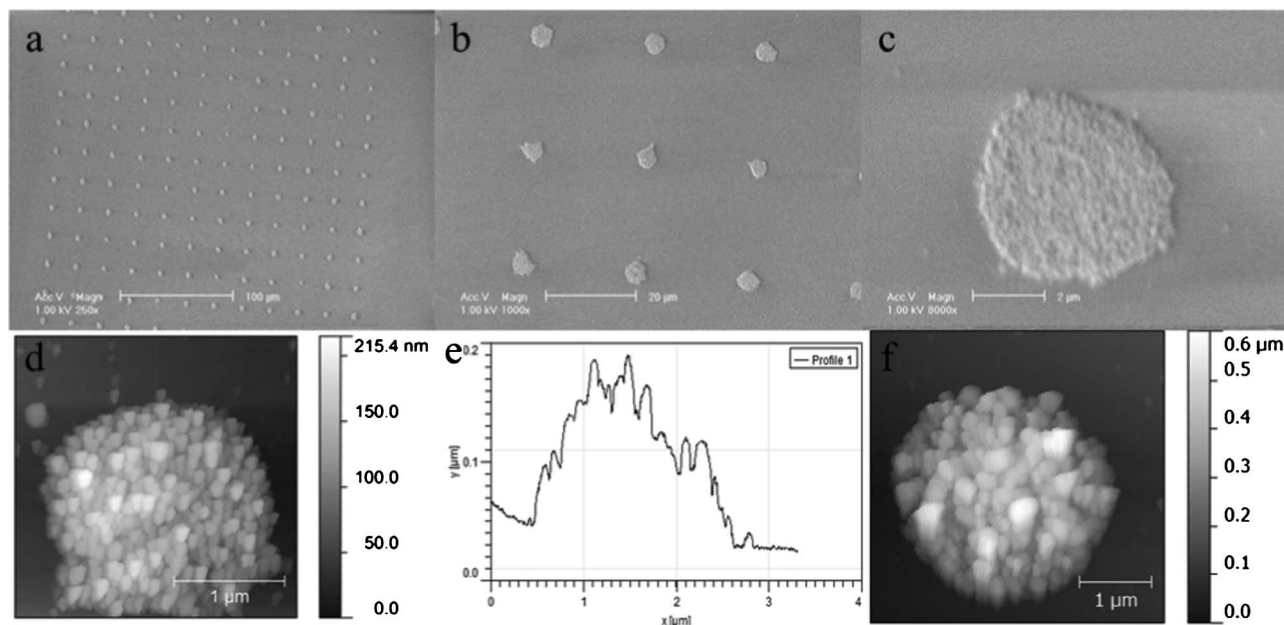 a
Acc.V Magn 100 µm
1.00 kV 250x
b
Acc.V Magn 20 µm
1.00 kV 1000x
c
Acc.V Magn 2 µm
1.00 kV 8000x
d
215.4 nm
150.0
100.0
50.0
0.0
1 µm
e
Profile 1
0.2
0.1
0.0
y [µm]
0 1 2 3 4
x [µm]
f
0.6 µm
0.5
0.4
0.3
0.2
0.1
0.0
1 µm